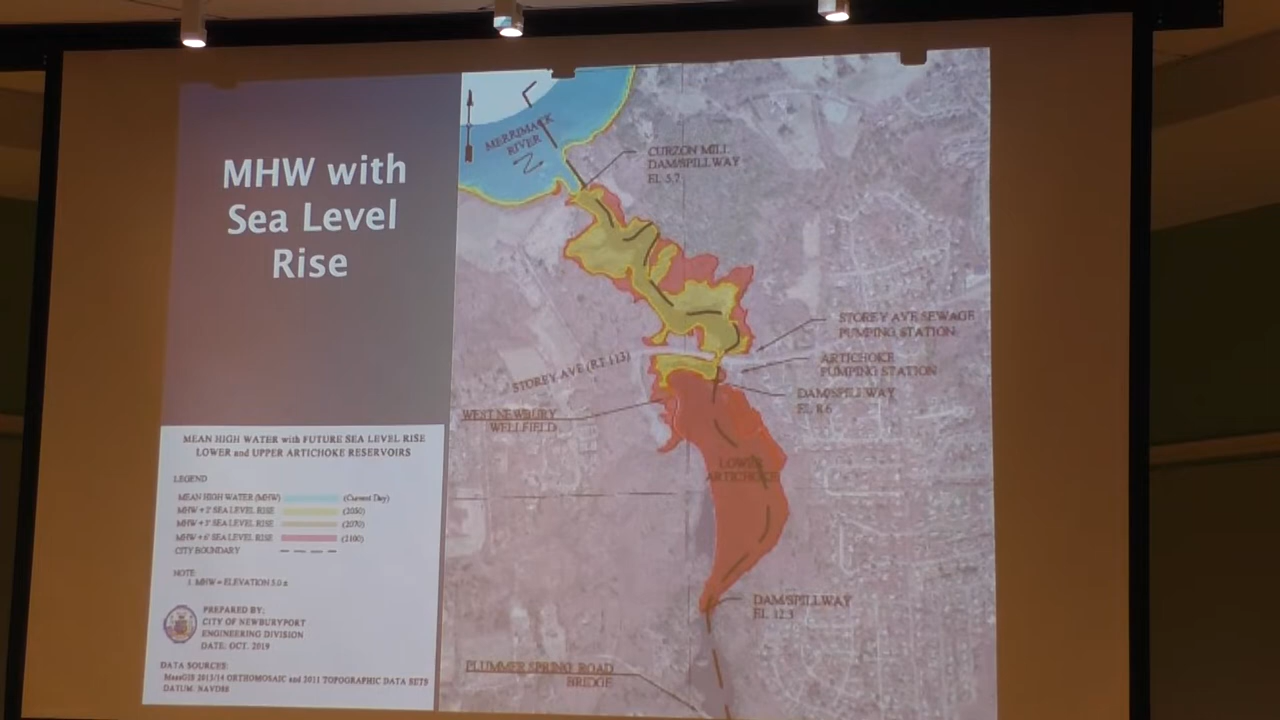 MHW with
Sea Level
Rise
MEAN HIGH WATER with FUTURE SEA LEVEL RISE
LOWER and UPPER ARTICHOKE RESERVOIRS
LEGEND
MEAN HIGH WATER (MHW) (Current Day)
MHW + 2' SEA LEVEL RISE
MHW + SEA LEVEL RISE (2070)
MHW + 6' SEA LEVEL RISE (2100)
CITY BOUNDARY
NOTE:
1. MHW = ELEVATION 5.0 ±
PREPARED BY:
CITY OF NEWBURYPORT
ENGINEERING DIVISION
DATE: OCT. 2019
DATA SOURCES:
MassGIS 2013/14 ORTHOMOSAIC and 2011 TOPOGRAPHIC DATA SETS
DATUM: NAVD88
MERRIMACK
RIVER
CURZON MILL
DAM/SPILLWAY
EL 5.7
STOREY AVE SEWAGE
PUMPING STATION
STOREY AVE (RT 113)
ARTICHOKE
PUMPING STATION
DAM/SPILLWAY
EL 8.6
WEST NEWBURY
WELLFIELD
LOWER
ARTICHOKE
DAM/SPILLWAY
EL 12.3
PLUMMER SPRING ROAD
BRIDGE